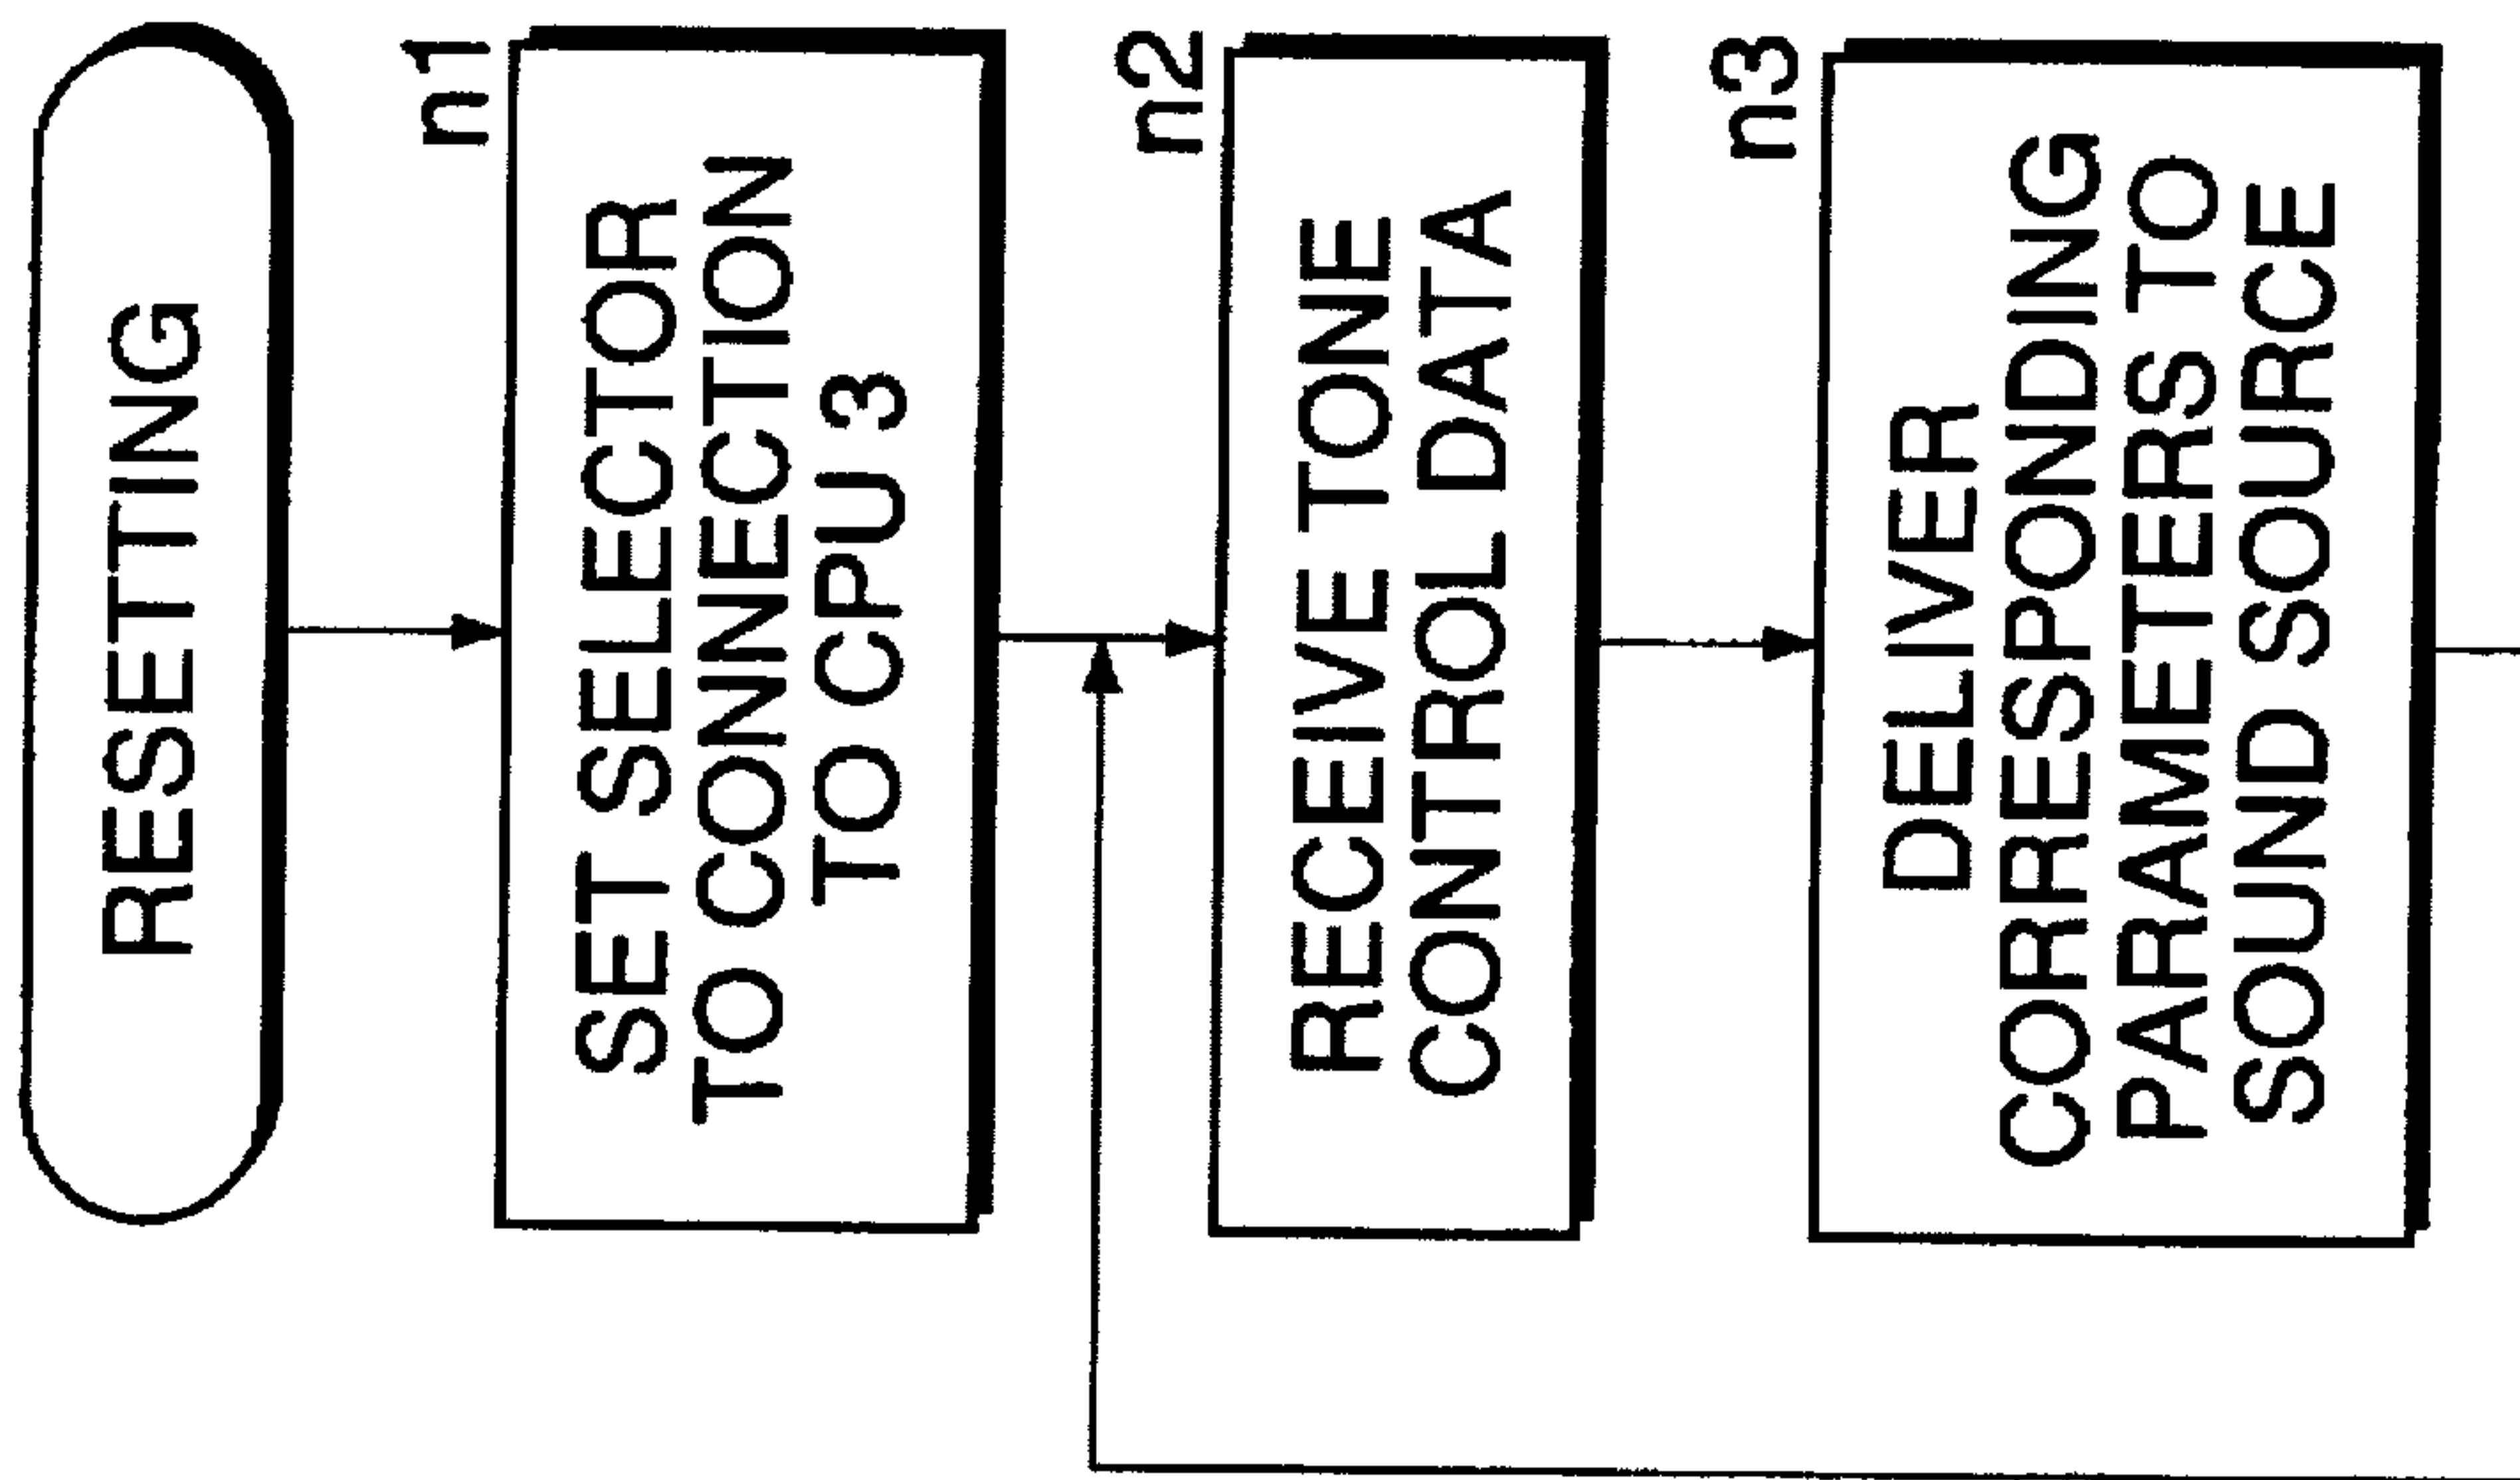 RESETTING
n1
SET SELECTOR
TO CONNECTION
TO CPU 3
n2
RECEIVE TONE
CONTROL DATA
n3
DELIVER
CORRESPONDING
PARAMETERS TO
SOUND SOURCE